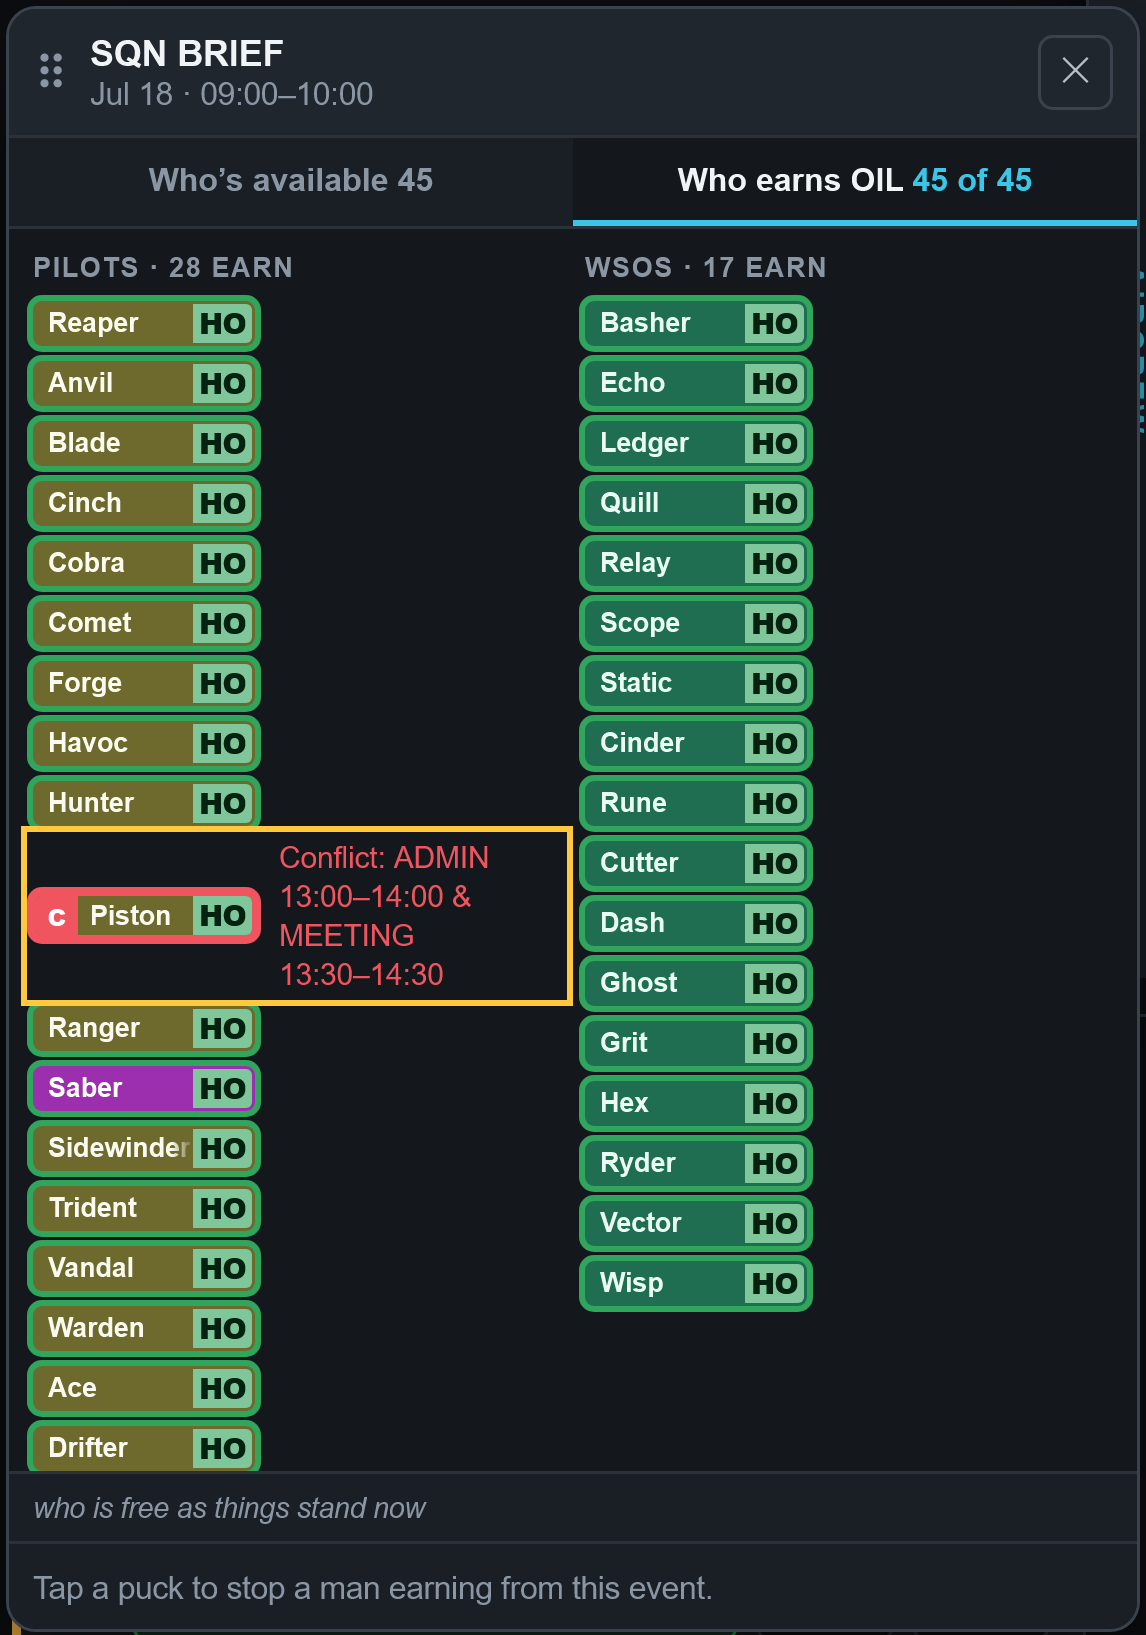 SQN BRIEF
Jul 18 · 09:00–10:00
Who’s available 45
Who earns OIL 45 of 45
PILOTS · 28 EARN
Reaper HO
Anvil HO
Blade HO
Cinch HO
Cobra HO
Comet HO
Forge HO
Havoc HO
Hunter HO
c Piston HO
Conflict: ADMIN
13:00–14:00 &
MEETING
13:30–14:30
Ranger HO
Saber HO
Sidewinder HO
Trident HO
Vandal HO
Warden HO
Ace HO
Drifter HO
WSOS · 17 EARN
Basher HO
Echo HO
Ledger HO
Quill HO
Relay HO
Scope HO
Static HO
Cinder HO
Rune HO
Cutter HO
Dash HO
Ghost HO
Grit HO
Hex HO
Ryder HO
Vector HO
Wisp HO
who is free as things stand now
Tap a puck to stop a man earning from this event.